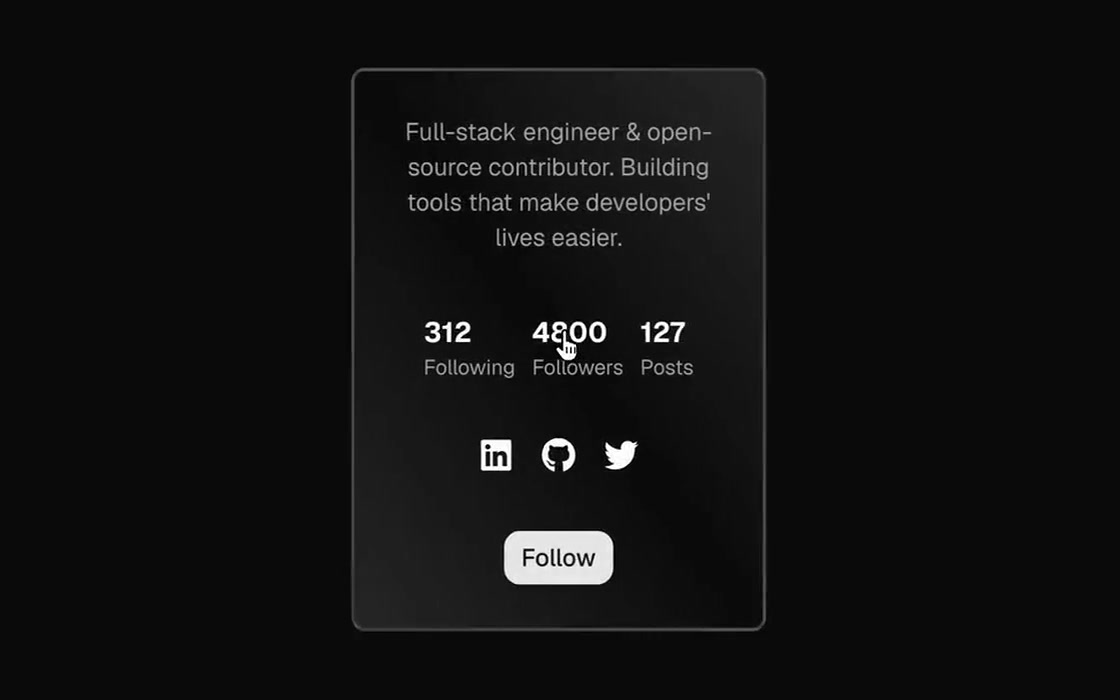 Full-stack engineer & open-
source contributor. Building
tools that make developers'
lives easier.
312 4800 127
Following Followers Posts
in
Follow